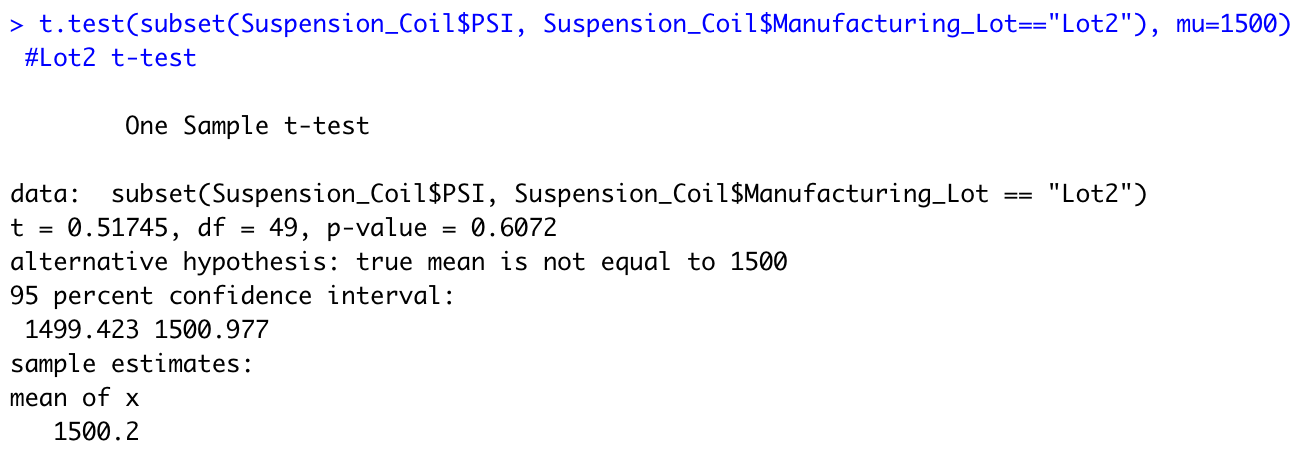 > t.test(subset(Suspension_Coil$PSI, Suspension_Coil$Manufacturing_Lot=="Lot2"), mu=1500)
#Lot2 t-test
One Sample t-test
data:  subset(Suspension_Coil$PSI, Suspension_Coil$Manufacturing_Lot == "Lot2")
t = 0.51745, df = 49, p-value = 0.6072
alternative hypothesis: true mean is not equal to 1500
95 percent confidence interval:
1499.423 1500.977
sample estimates:
mean of x
1500.2